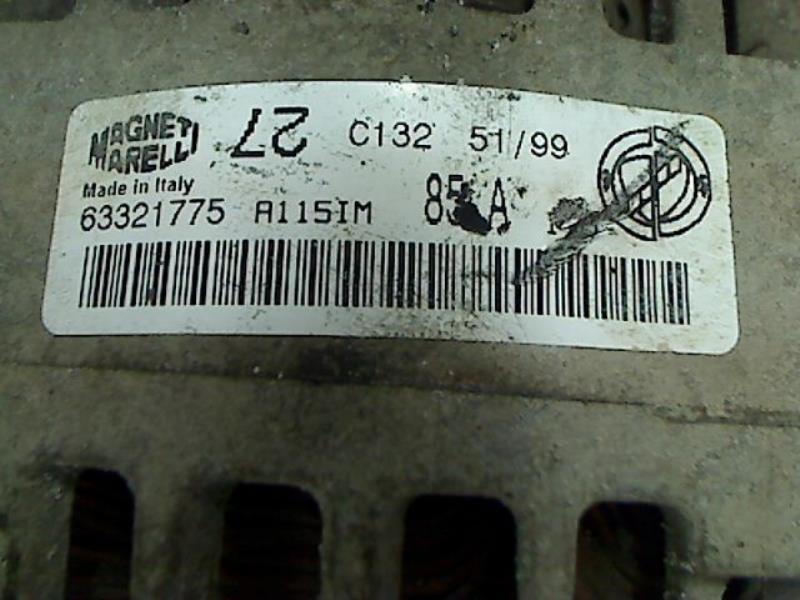 MAGNETI
MARELLI
27
C132 51/99
Made in Italy
63321775 A115IM